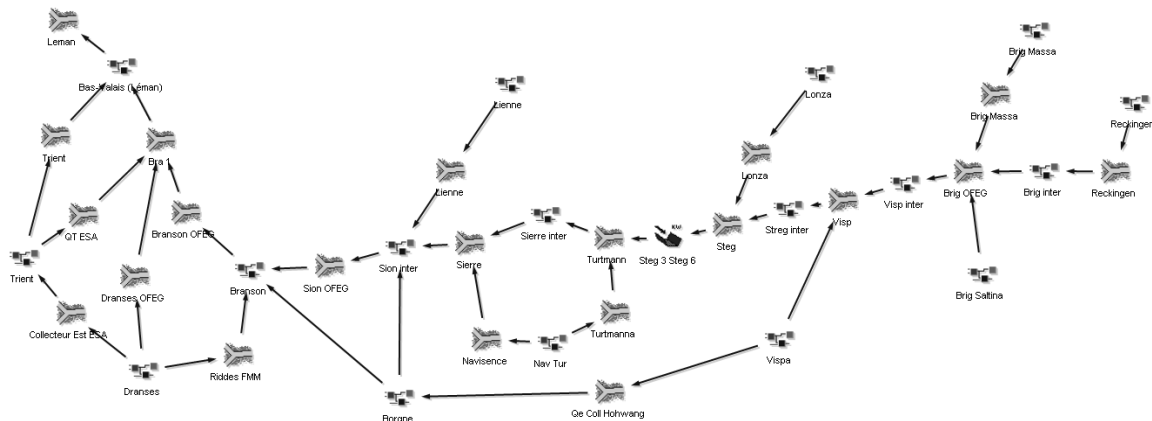 Leman
Bas-Valais (Léman)
Lienne
Lonza
Brig Massa
Brig Massa
Reckingen
Trient
Bra 1
Lienne
Lonza
Brig OFEG
Brig inter
Reckingen
QT ESA
Branson OFEG
Sierre inter
Steg
Streg inter
Visp
Visp inter
Trient
Branson
Sion OFEG
Sion inter
Sierre
Turtmann
Steg 3 Steg 6
Brig Saltina
Dranses OFEG
Collecteur Est ESA
Turtmanna
Dranses
Riddes FMM
Navisence
Nav Tur
Vispa
Borgne
Qe Coll Hohwang